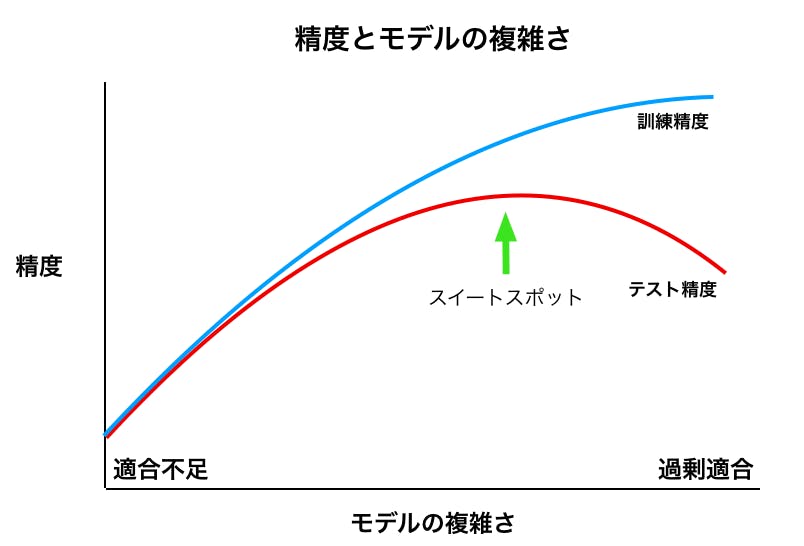 精度とモデルの複雑さ
訓練精度
精度
スイートスポット
テスト精度
適合不足
過剰適合
モデルの複雑さ